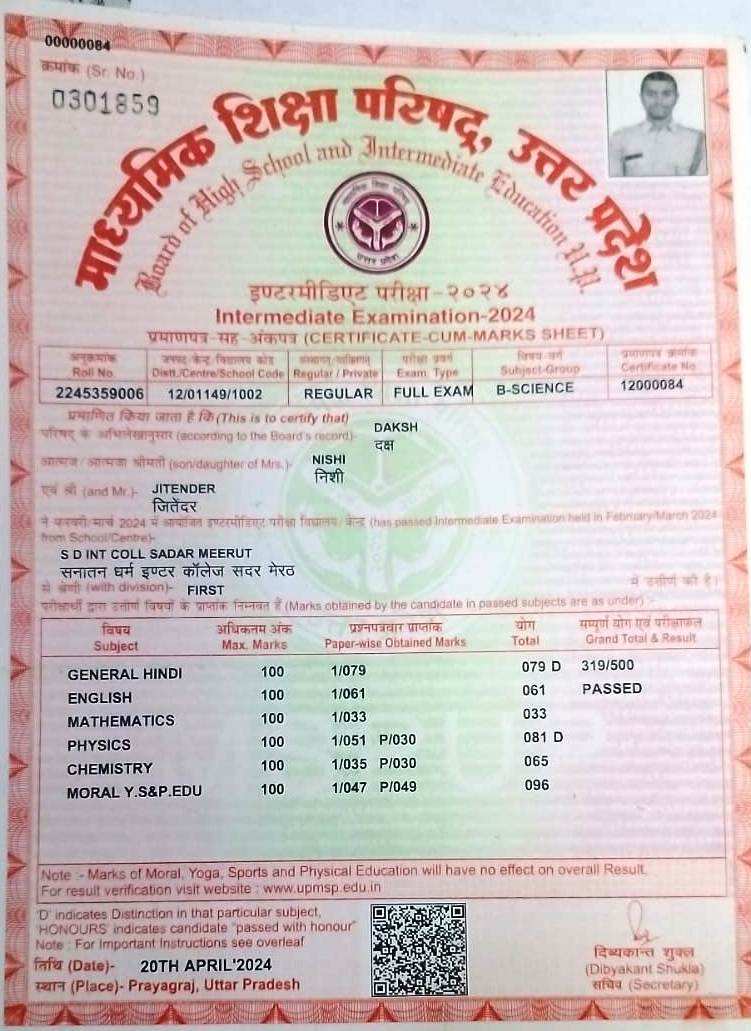 00000084
क्रमांक (Sr. No.)
0301859
माध्यमिक शिक्षा परिषद्, उत्तर प्रदेश
Board of High School and Intermediate Education U.P.
इण्टरमीडिएट परीक्षा-२०२४
Intermediate Examination-2024
प्रमाणपत्र-सह-अंकपत्र (CERTIFICATE-CUM-MARKS SHEET)
अनुक्रमांक जनपद/केन्द्र/विद्यालय कोड संस्थागत/व्यक्तिगत परीक्षा प्रवर्ग विषय-वर्ग प्रमाणपत्र क्रमांक
Roll No. Distt./Centre/School Code Regular / Private Exam. Type Subject-Group Certificate No.
2245359006 12/01149/1002 REGULAR FULL EXAM B-SCIENCE 12000084
प्रमाणित किया जाता है कि (This is to certify that)
परिषद् के अभिलेखानुसार (according to the Board's record)- DAKSH
दक्ष
आत्मज/आत्मजा श्रीमती (son/daughter of Mrs.)- NISHI
निशी
एवं श्री (and Mr.)- JITENDER
जितेंदर
ने फरवरी/मार्च 2024 में आयोजित इण्टरमीडिएट परीक्षा विद्यालय/केन्द्र (has passed Intermediate Examination held in February/March 2024
from School/Centre)-
S D INT COLL SADAR MEERUT
सनातन धर्म इण्टर कॉलेज सदर मेरठ
से श्रेणी (with division)- FIRST में उत्तीर्ण की है।
परीक्षार्थी द्वारा उत्तीर्ण विषयों के प्राप्तांक निम्नवत हैं (Marks obtained by the candidate in passed subjects are as under) :-
विषय अधिकतम अंक प्रश्नपत्रवार प्राप्तांक योग सम्पूर्ण योग एवं परीक्षाफल
Subject Max. Marks Paper-wise Obtained Marks Total Grand Total & Result
GENERAL HINDI 100 1/079 079 D 319/500
ENGLISH 100 1/061 061 PASSED
MATHEMATICS 100 1/033 033
PHYSICS 100 1/051 P/030 081 D
CHEMISTRY 100 1/035 P/030 065
MORAL Y.S&P.EDU 100 1/047 P/049 096
Note :- Marks of Moral, Yoga, Sports and Physical Education will have no effect on overall Result.
For result verification visit website : www.upmsp.edu.in
'D' indicates Distinction in that particular subject,
'HONOURS' indicates candidate "passed with honour"
Note : For Important Instructions see overleaf
तिथि (Date)- 20TH APRIL'2024
स्थान (Place)- Prayagraj, Uttar Pradesh
दिब्यकान्त शुक्ल
(Dibyakant Shukla)
सचिव (Secretary)